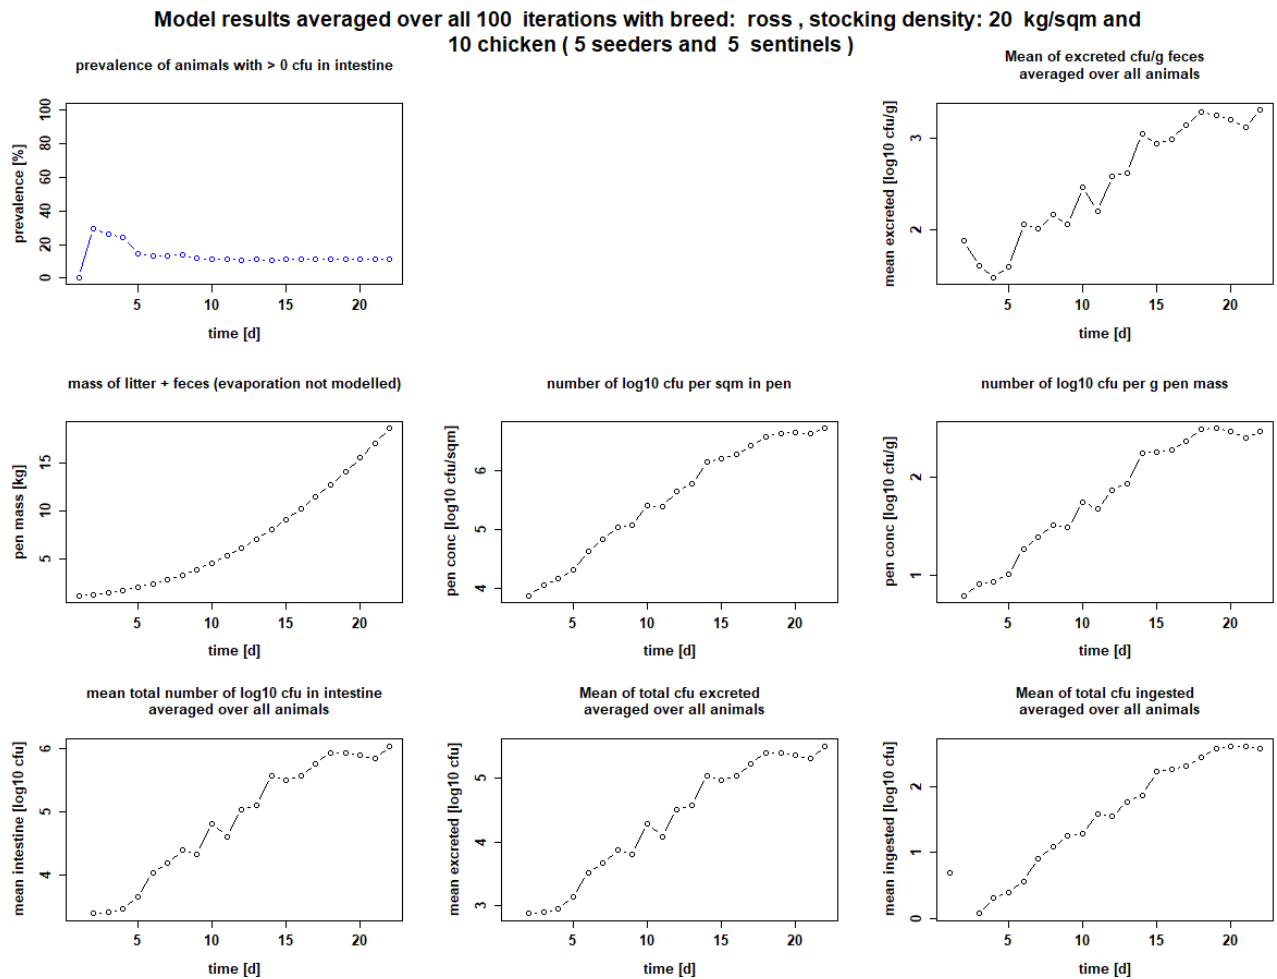 Model results averaged over all 100 iterations with breed: ross , stocking density: 20 kg/sqm and
10 chicken ( 5 seeders and 5 sentinels )
prevalence of animals with > 0 cfu in intestine
prevalence [%]
0 20 40 60 80 100
5 10 15 20
time [d]
Mean of excreted cfu/g feces
averaged over all animals
mean excreted [log10 cfu/g]
2 3
5 10 15 20
time [d]
mass of litter + feces (evaporation not modelled)
pen mass [kg]
5 10 15
5 10 15 20
time [d]
number of log10 cfu per sqm in pen
pen conc [log10 cfu/sqm]
4 5 6
5 10 15 20
time [d]
number of log10 cfu per g pen mass
pen conc [log10 cfu/g]
1 2
5 10 15 20
time [d]
mean total number of log10 cfu in intestine
averaged over all animals
mean intestine [log10 cfu]
4 5 6
5 10 15 20
time [d]
Mean of total cfu excreted
averaged over all animals
mean excreted [log10 cfu]
3 4 5
5 10 15 20
time [d]
Mean of total cfu ingested
averaged over all animals
mean ingested [log10 cfu]
0 1 2
5 10 15 20
time [d]